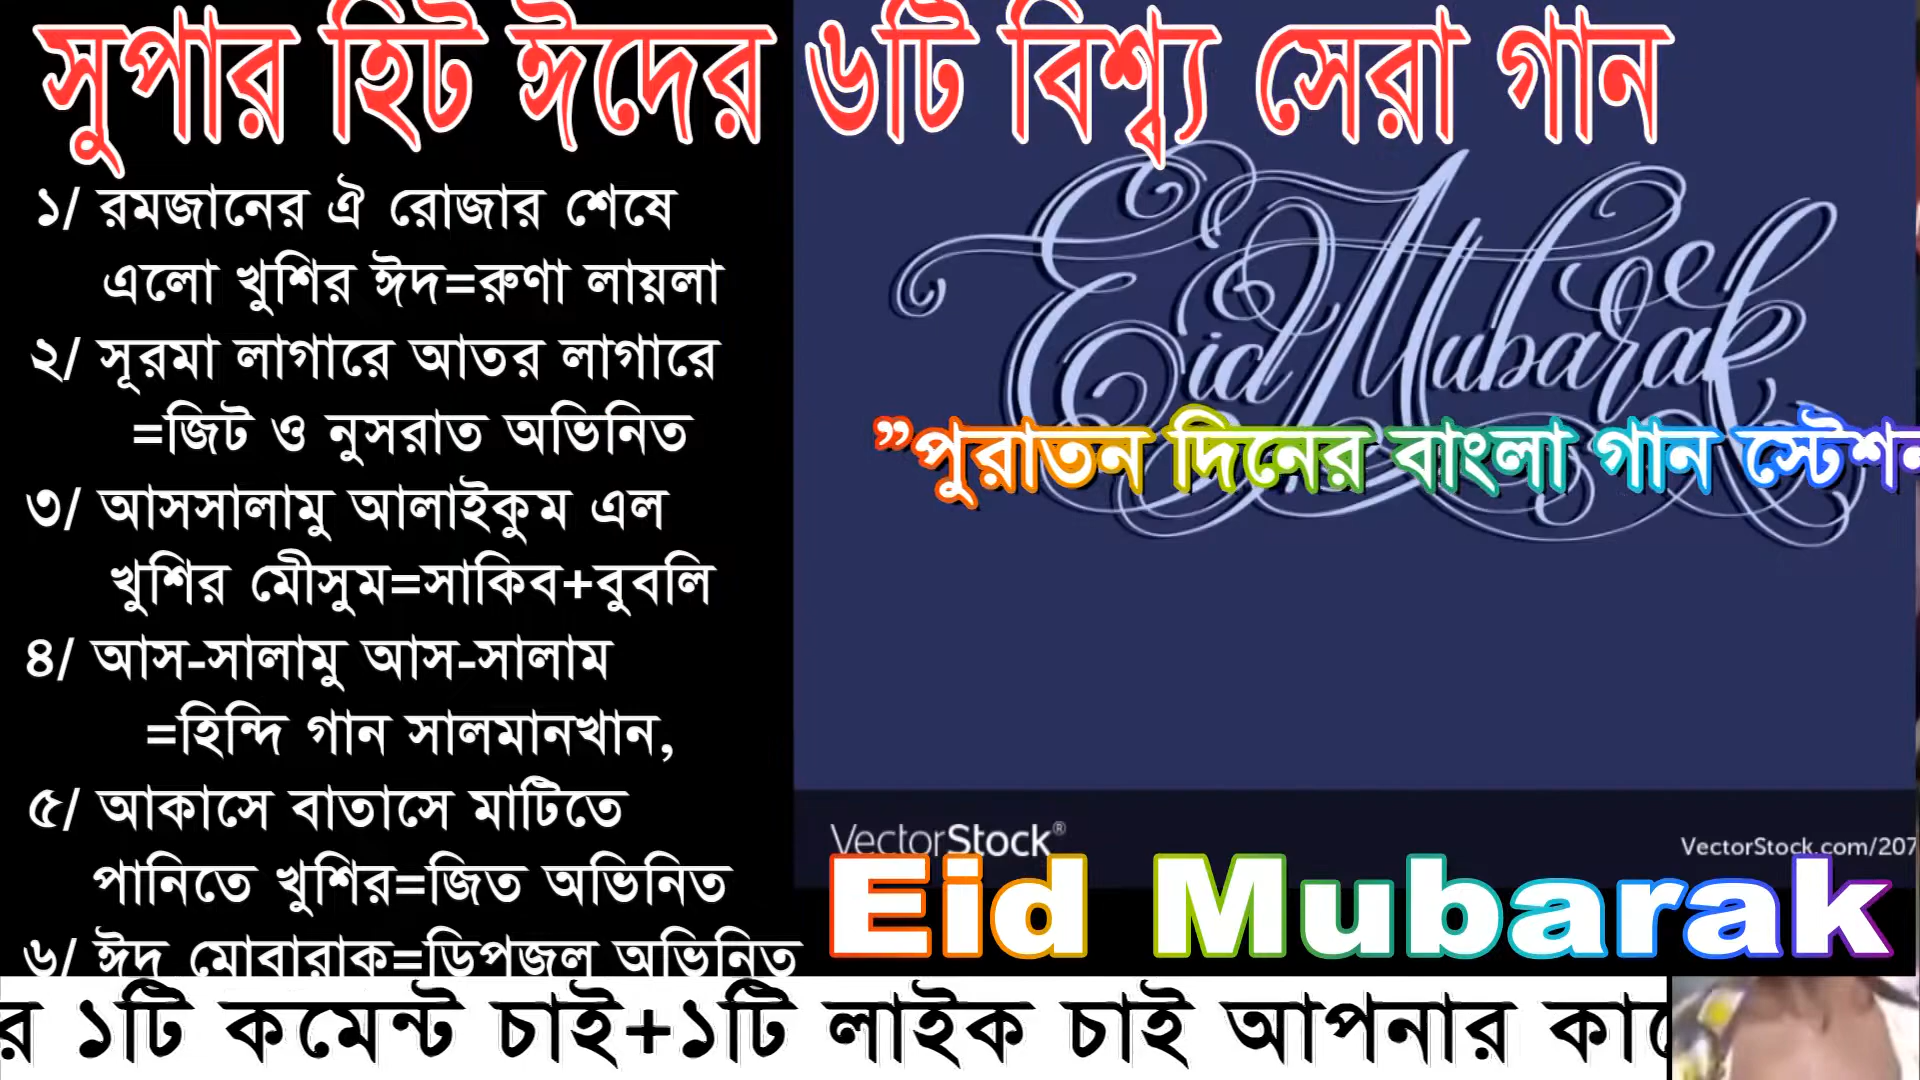 সুপার হিট ঈদের ৬টি বিশ্ব্য সেরা গান
১/ রমজানের ঐ রোজার শেষে
এলো খুশির ঈদ=রুণা লায়লা
২/ সূরমা লাগারে আতর লাগারে
=জিট ও নুসরাত অভিনিত
৩/ আসসালামু আলাইকুম এল
খুশির মৌসুম=সাকিব+বুবলি
৪/ আস-সালামু আস-সালাম
=হিন্দি গান সালমানখান,
৫/ আকাসে বাতাসে মাটিতে
পানিতে খুশির=জিত অভিনিত
৬/ ঈদ মোবারাক=ডিপজল অভিনিত
Eid Mubarak
”পুরাতন দিনের বাংলা গান স্টেশন
VectorStock®
VectorStock.com/207
Eid Mubarak
র ১টি কমেন্ট চাই+১টি লাইক চাই আপনার কাছে